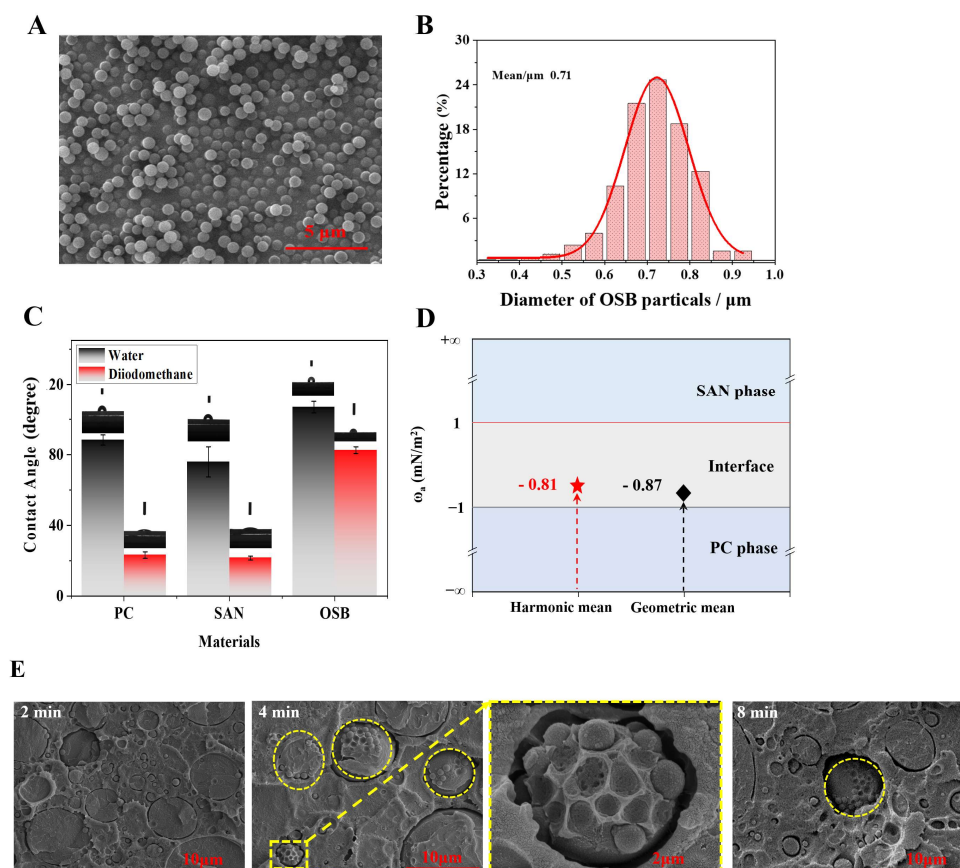 A
5 μm
B
30
24
18
12
6
Percentage (%)
Mean/μm 0.71
0.3 0.4 0.5 0.6 0.7 0.8 0.9 1.0
Diameter of OSB particals / μm
C
Water
Diiodomethane
20
80
20
0
Contact Angle (degree)
PC SAN OSB
Materials
D
+∞
1
−1
−∞
ωa (mN/m²)
SAN phase
Interface
PC phase
- 0.81
- 0.87
Harmonic mean Geometric mean
E
2 min
10μm
4 min
10μm
2μm
8 min
10μm